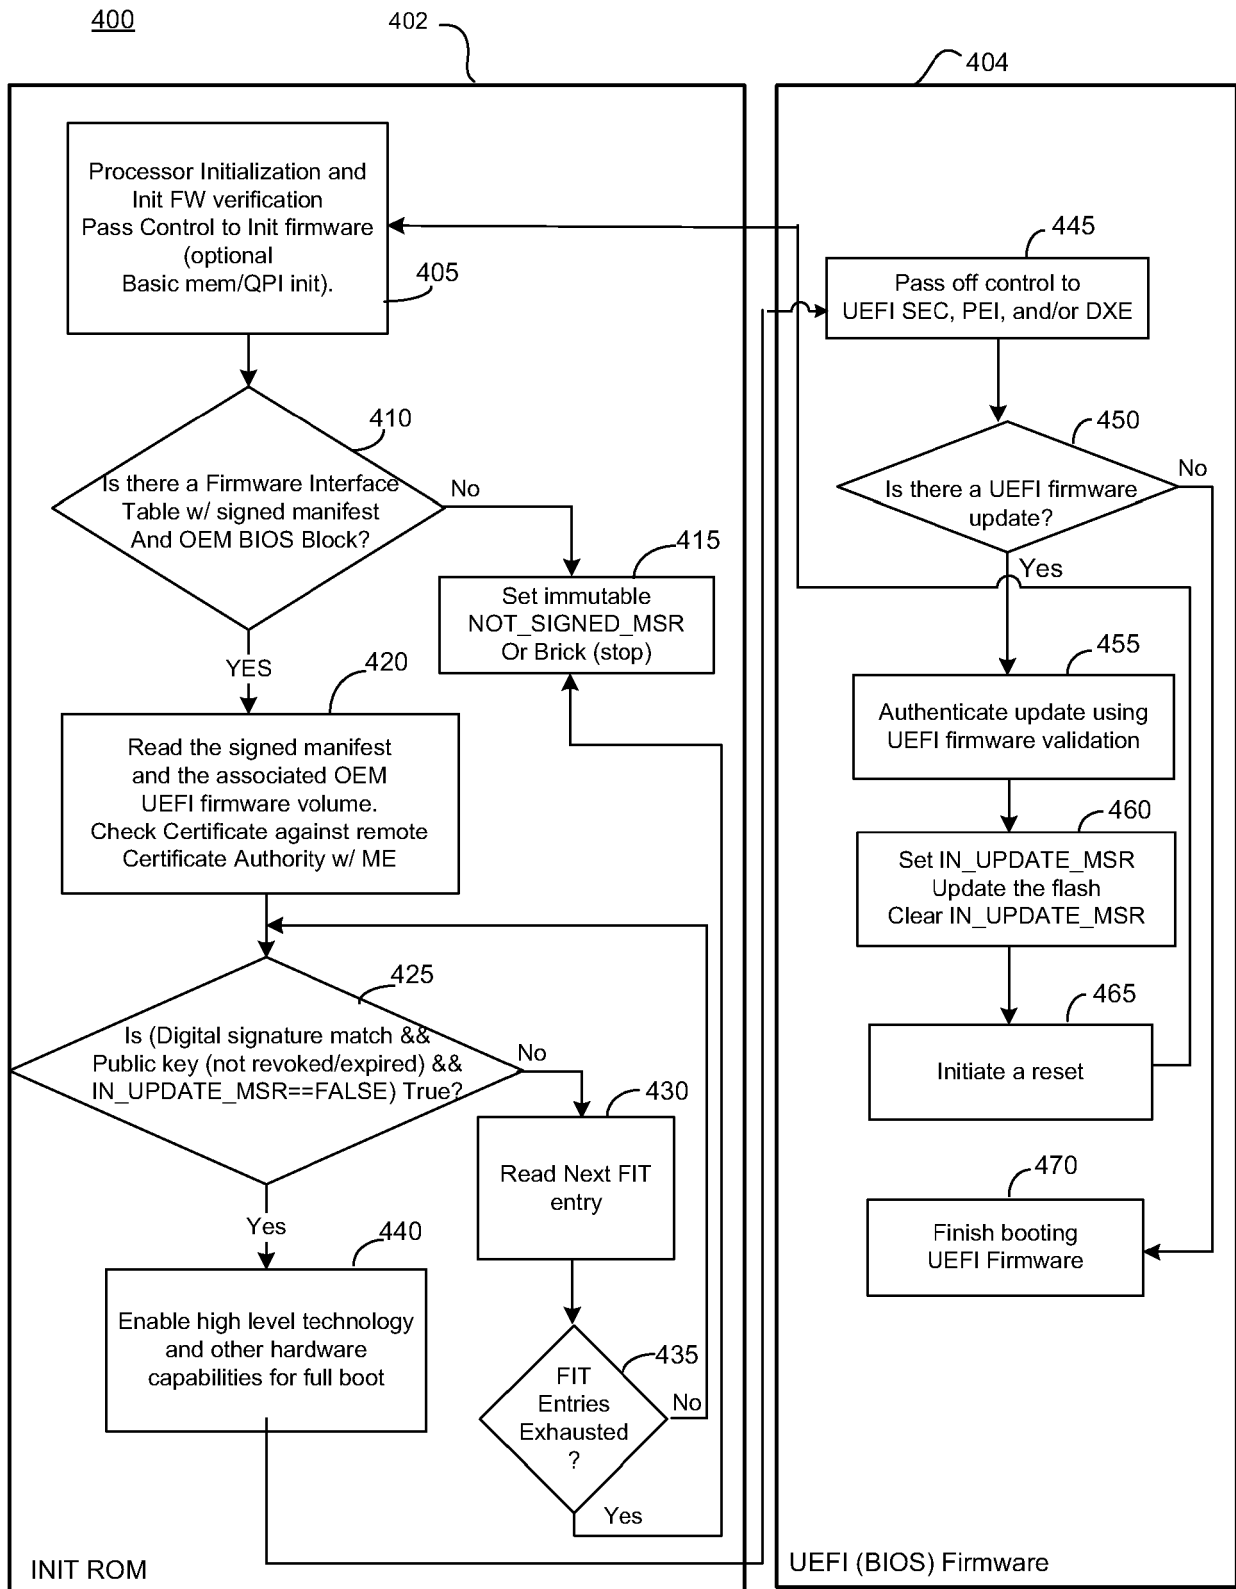 400
402
404
Processor Initialization and
Init FW verification
Pass Control to Init firmware
(optional
Basic mem/QPI init).
405
410
Is there a Firmware Interface
Table w/ signed manifest
And OEM BIOS Block?
No
YES
415
Set immutable
NOT_SIGNED_MSR
Or Brick (stop)
420
Read the signed manifest
and the associated OEM
UEFI firmware volume.
Check Certificate against remote
Certificate Authority w/ ME
425
Is (Digital signature match &&
Public key (not revoked/expired) &&
IN_UPDATE_MSR==FALSE) True?
No
Yes
430
Read Next FIT
entry
435
FIT
Entries
Exhausted
?
No
Yes
440
Enable high level technology
and other hardware
capabilities for full boot
INIT ROM
445
Pass off control to
UEFI SEC, PEI, and/or DXE
450
Is there a UEFI firmware
update?
No
Yes
455
Authenticate update using
UEFI firmware validation
460
Set IN_UPDATE_MSR
Update the flash
Clear IN_UPDATE_MSR
465
Initiate a reset
470
Finish booting
UEFI Firmware
UEFI (BIOS) Firmware